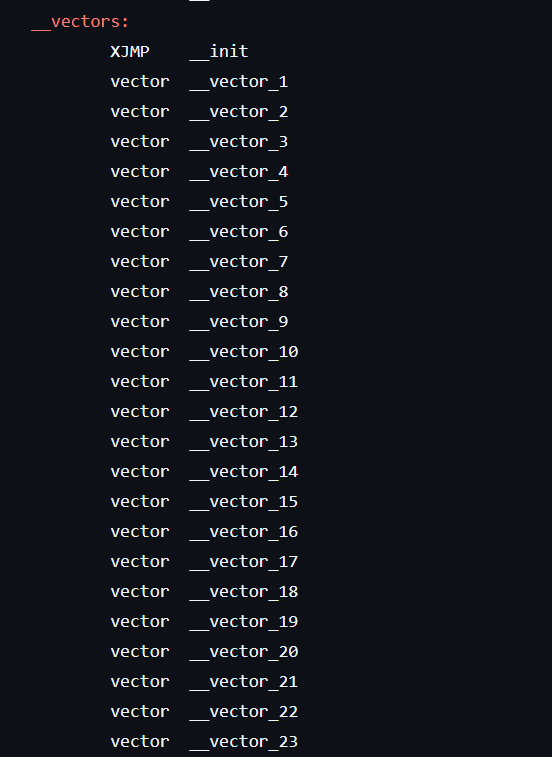 __vectors:
XJMP __init
vector __vector_1
vector __vector_2
vector __vector_3
vector __vector_4
vector __vector_5
vector __vector_6
vector __vector_7
vector __vector_8
vector __vector_9
vector __vector_10
vector __vector_11
vector __vector_12
vector __vector_13
vector __vector_14
vector __vector_15
vector __vector_16
vector __vector_17
vector __vector_18
vector __vector_19
vector __vector_20
vector __vector_21
vector __vector_22
vector __vector_23